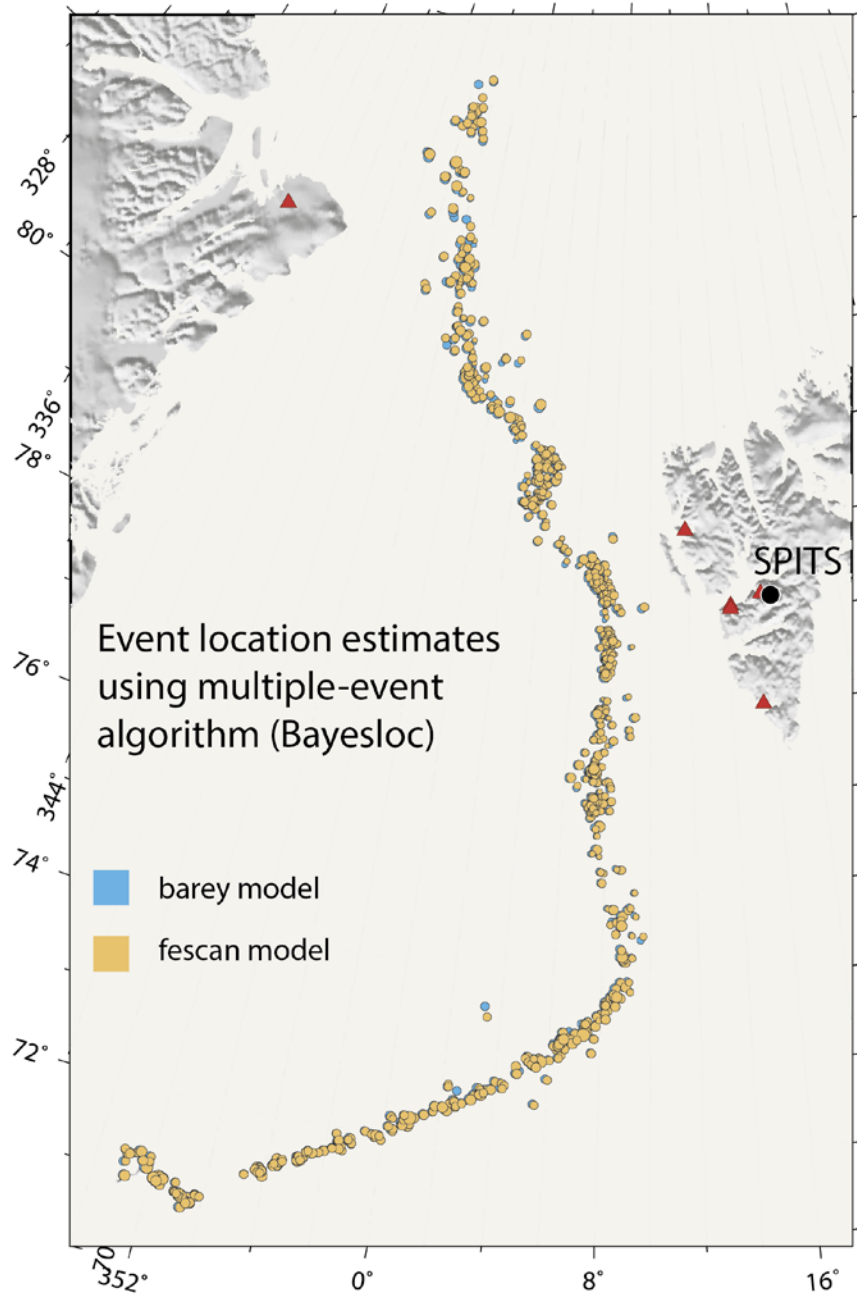 328°
80°
336°
78°
SPITS
Event location estimates
using multiple-event
algorithm (Bayesloc)
76°
344°
74°
barey model
fescan model
72°
70
352°
0°
8°
16°